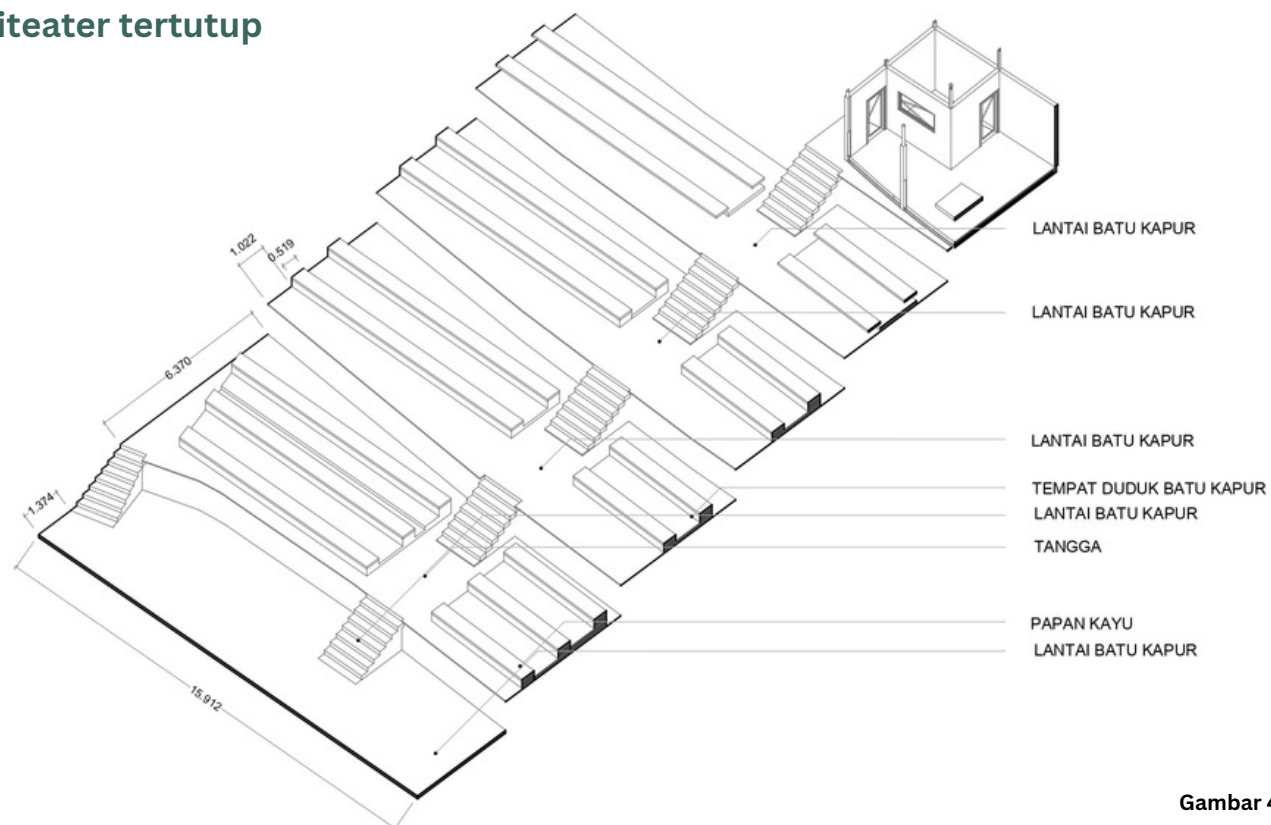 iteater tertutup
LANTAI BATU KAPUR
LANTAI BATU KAPUR
1.022
0.519
6.370
LANTAI BATU KAPUR
TEMPAT DUDUK BATU KAPUR
LANTAI BATU KAPUR
1.374
TANGGA
PAPAN KAYU
LANTAI BATU KAPUR
15.912
Gambar 4